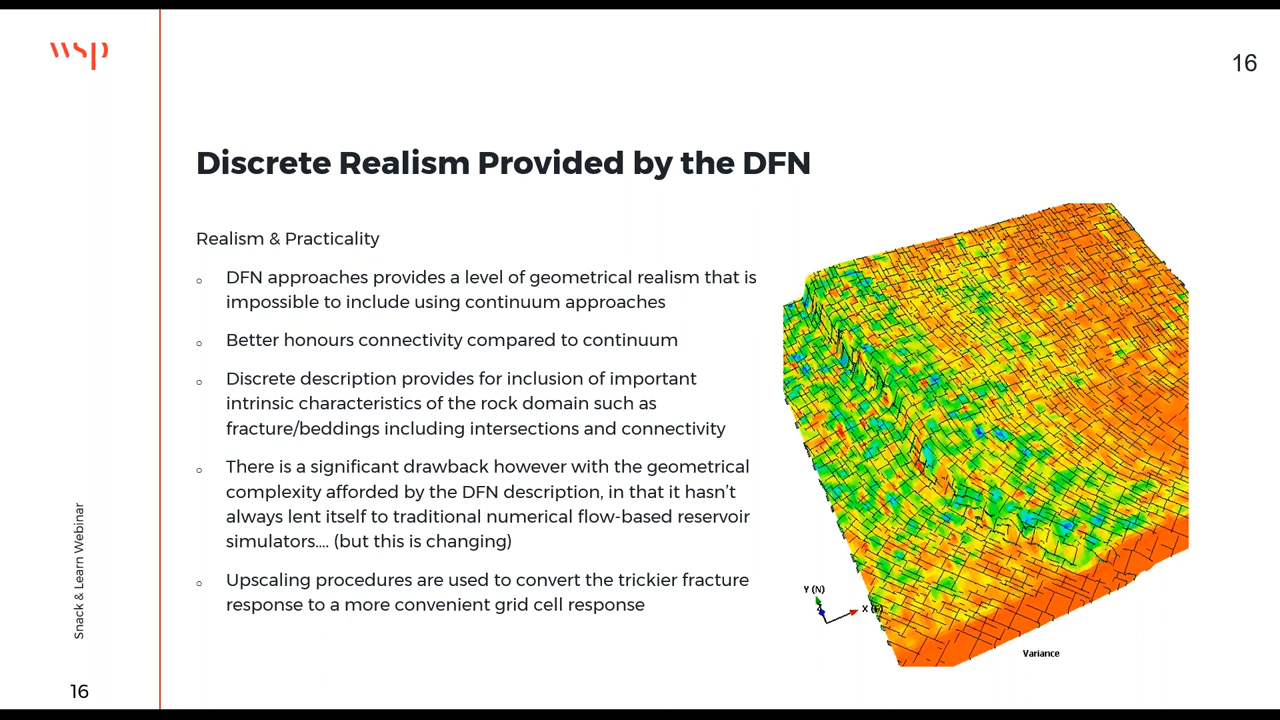 wsp
16
Discrete Realism Provided by the DFN
Realism & Practicality
DFN approaches provides a level of geometrical realism that is
impossible to include using continuum approaches
Better honours connectivity compared to continuum
Discrete description provides for inclusion of important
intrinsic characteristics of the rock domain such as
fracture/beddings including intersections and connectivity
There is a significant drawback however with the geometrical
complexity afforded by the DFN description, in that it hasn't
always lent itself to traditional numerical flow-based reservoir
simulators.... (but this is changing)
Upscaling procedures are used to convert the trickier fracture
response to a more convenient grid cell response
Y (N)
X (E)
Variance
Snack & Learn Webinar
16